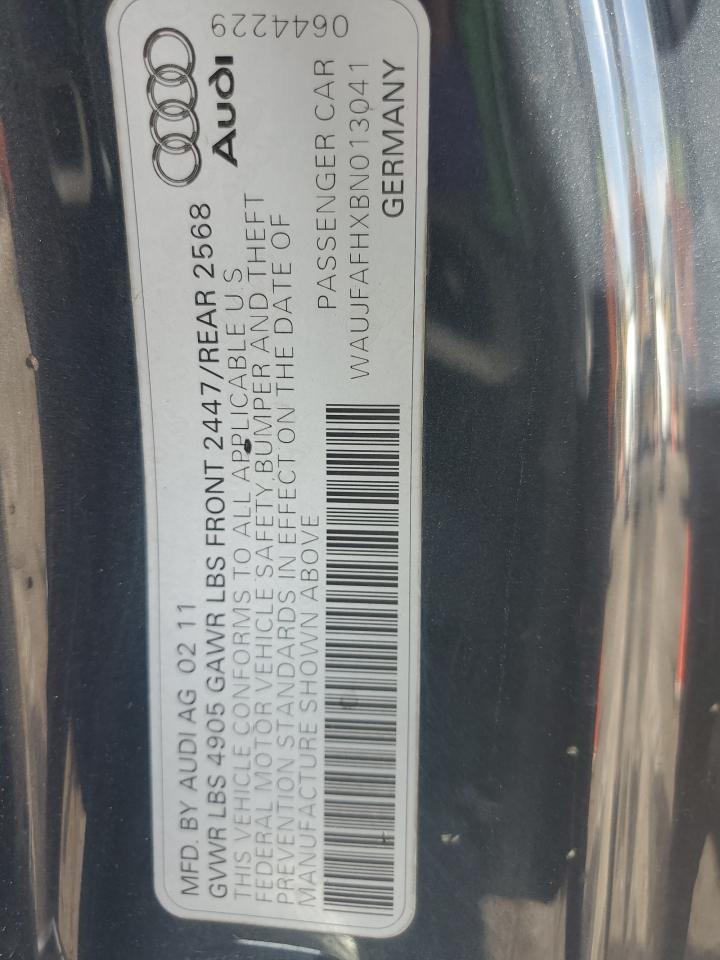 MFD. BY AUDI AG 02 11
GVWR LBS 4905 GAWR LBS FRONT 2447/REAR 2568
THIS VEHICLE CONFORMS TO ALL APPLICABLE U.S
FEDERAL MOTOR VEHICLE SAFETY,BUMPER AND THEFT
PREVENTION STANDARDS IN EFFECT ON THE DATE OF
MANUFACTURE SHOWN ABOVE
PASSENGER CAR
WAUJFAFHXBN013041
GERMANY
Audi
0644229